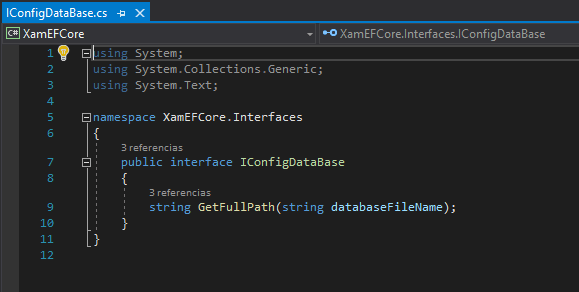 IConfigDataBase.cs
C# XamEFCore XamEFCore.Interfaces.IConfigDataBase
1 using System;
2 using System.Collections.Generic;
3 using System.Text;
4
5 namespace XamEFCore.Interfaces
6 {
3 referencias
7 public interface IConfigDataBase
8 {
3 referencias
9 string GetFullPath(string databaseFileName);
10 }
11 }
12